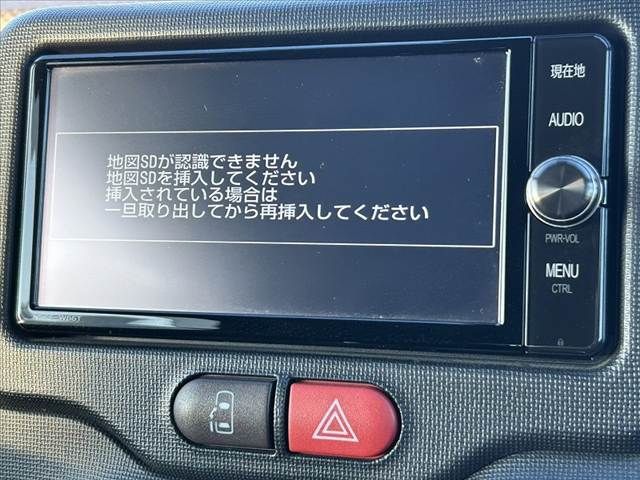 地図SDが認識できません
地図SDを挿入してください
挿入されている場合は
一旦取り出してから再挿入してください
現在地
AUDIO
PWR·VOL
MENU
CTRL